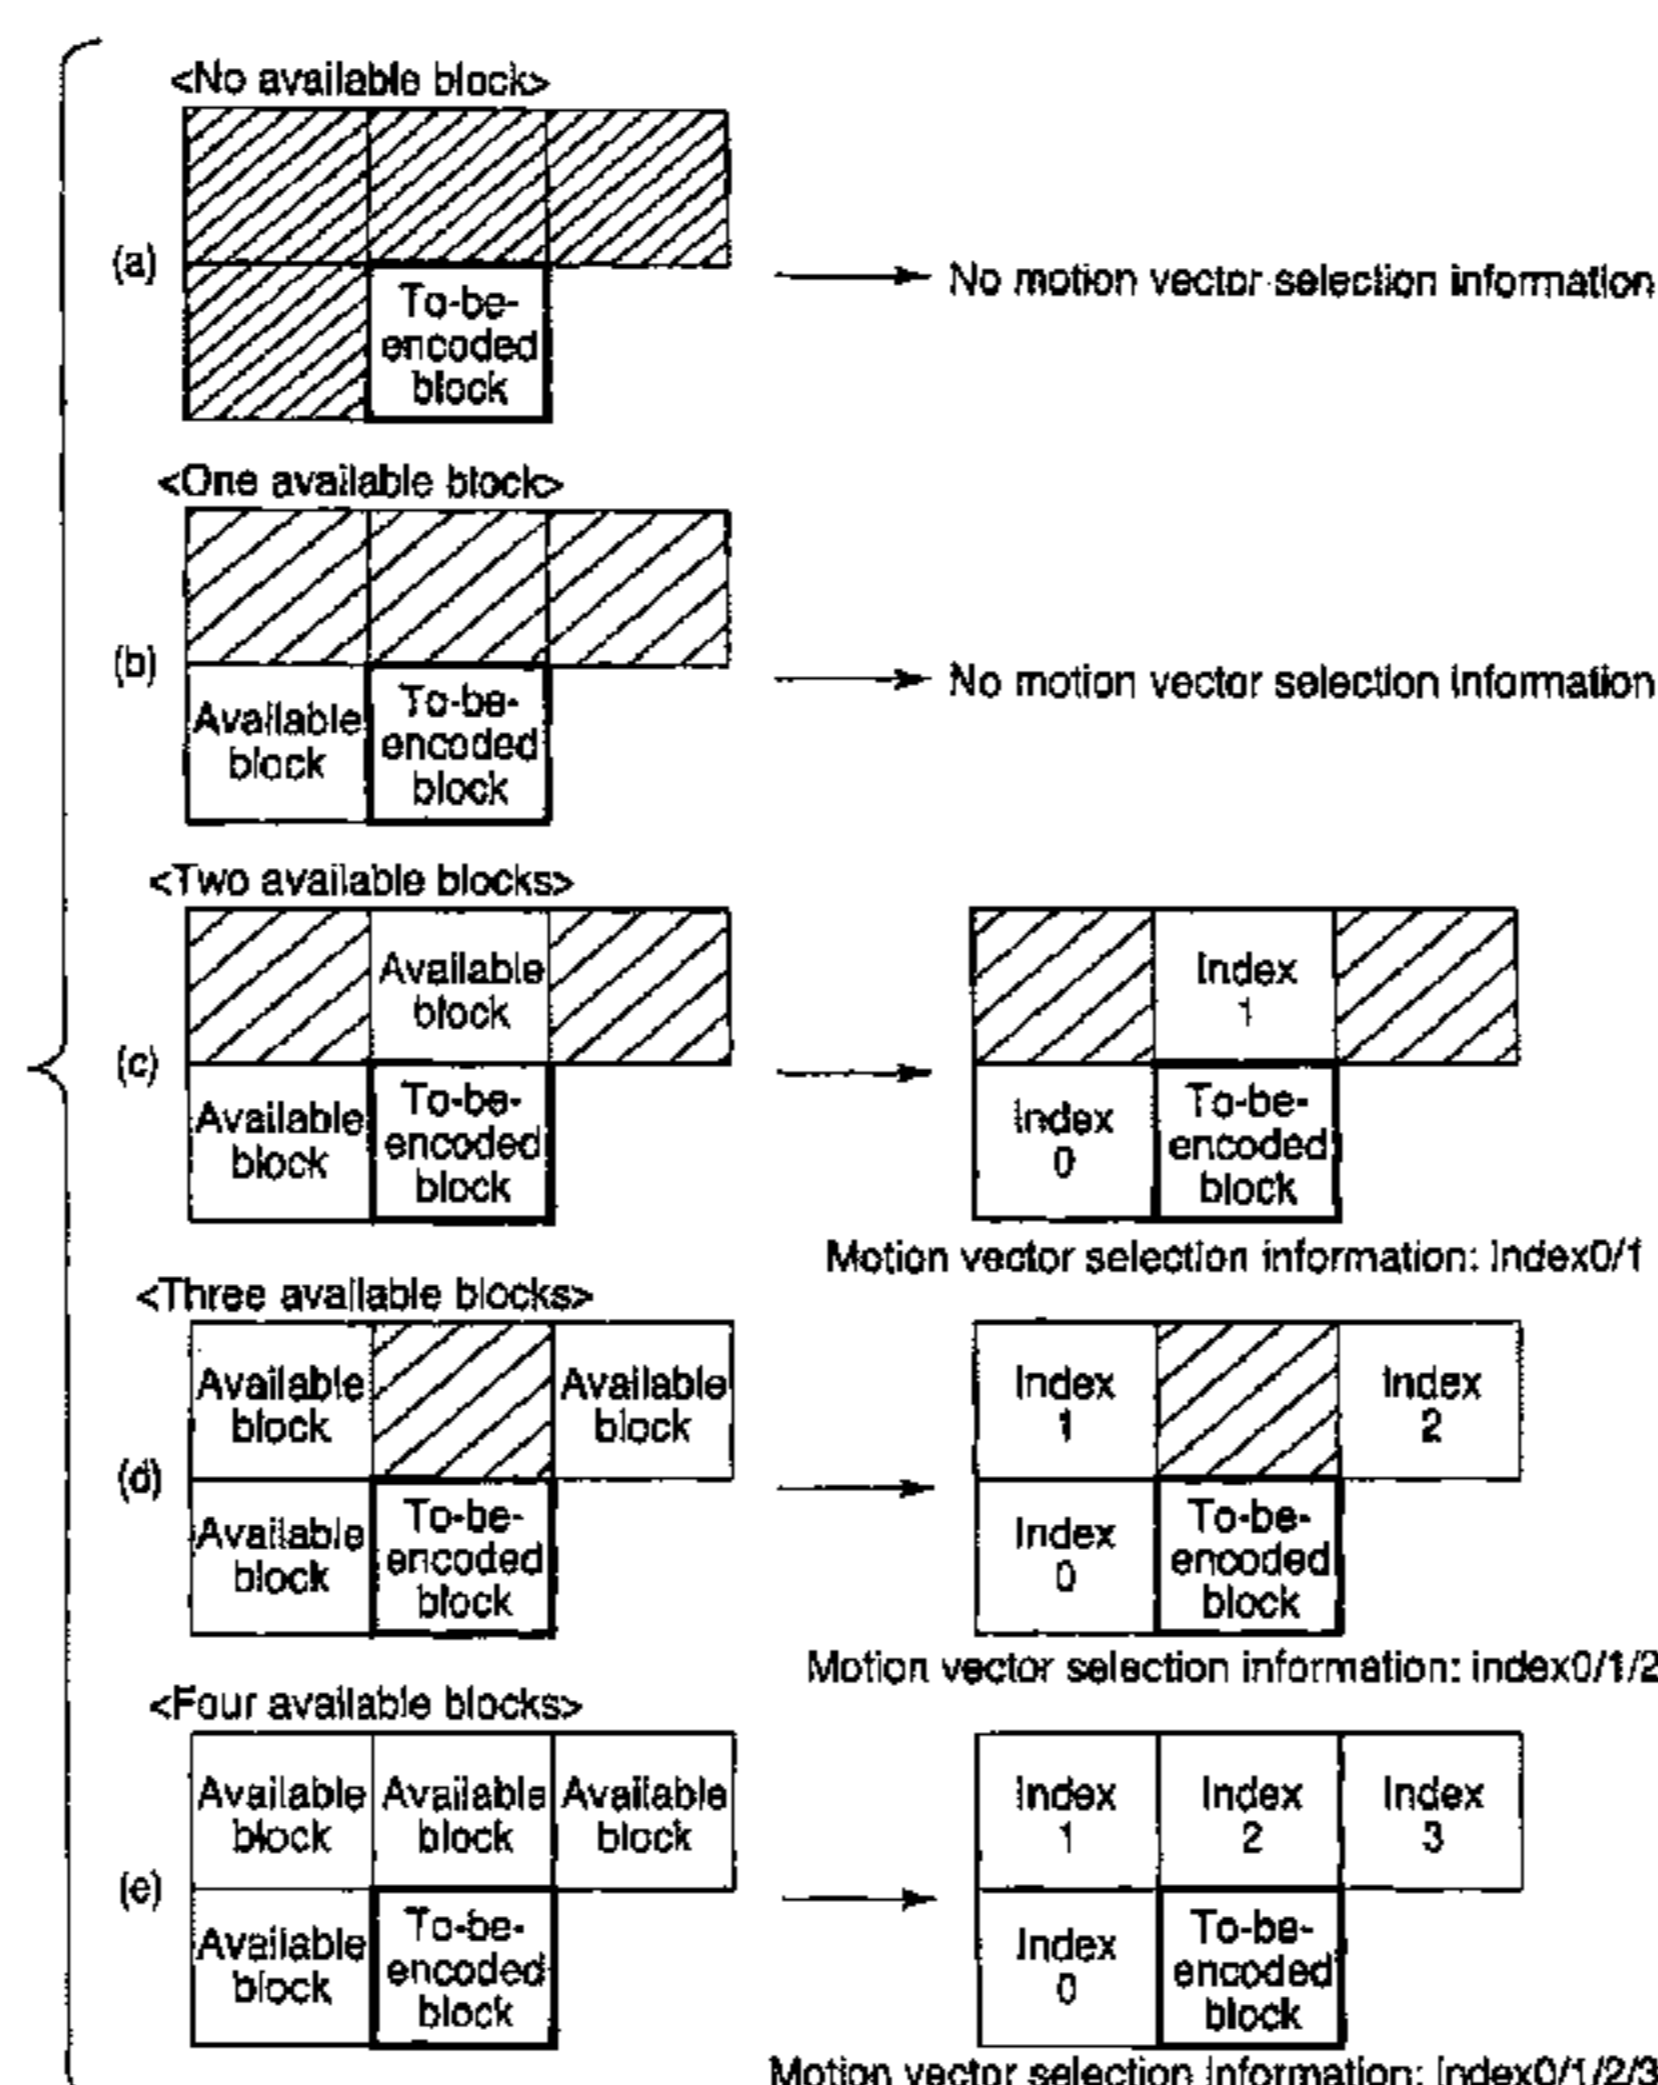 <No available block>
(a)
To-be-
encoded
block
No motion vector selection information
<One available block>
(b)
Available
block
To-be-
encoded
block
No motion vector selection information
<Two available blocks>
Available
block
Index
1
(c)
Available
block
To-be-
encoded
block
Index
0
To-be-
encoded
block
Motion vector selection information: Index0/1
<Three available blocks>
Available
block
Available
block
Index
1
Index
2
(d)
Available
block
To-be-
encoded
block
Index
0
To-be-
encoded
block
Motion vector selection information: index0/1/2
<Four available blocks>
Available
block
Available
block
Available
block
Index
1
Index
2
Index
3
(e)
Available
block
To-be-
encoded
block
Index
0
To-be-
encoded
block
Motion vector selection information: Index0/1/2/3